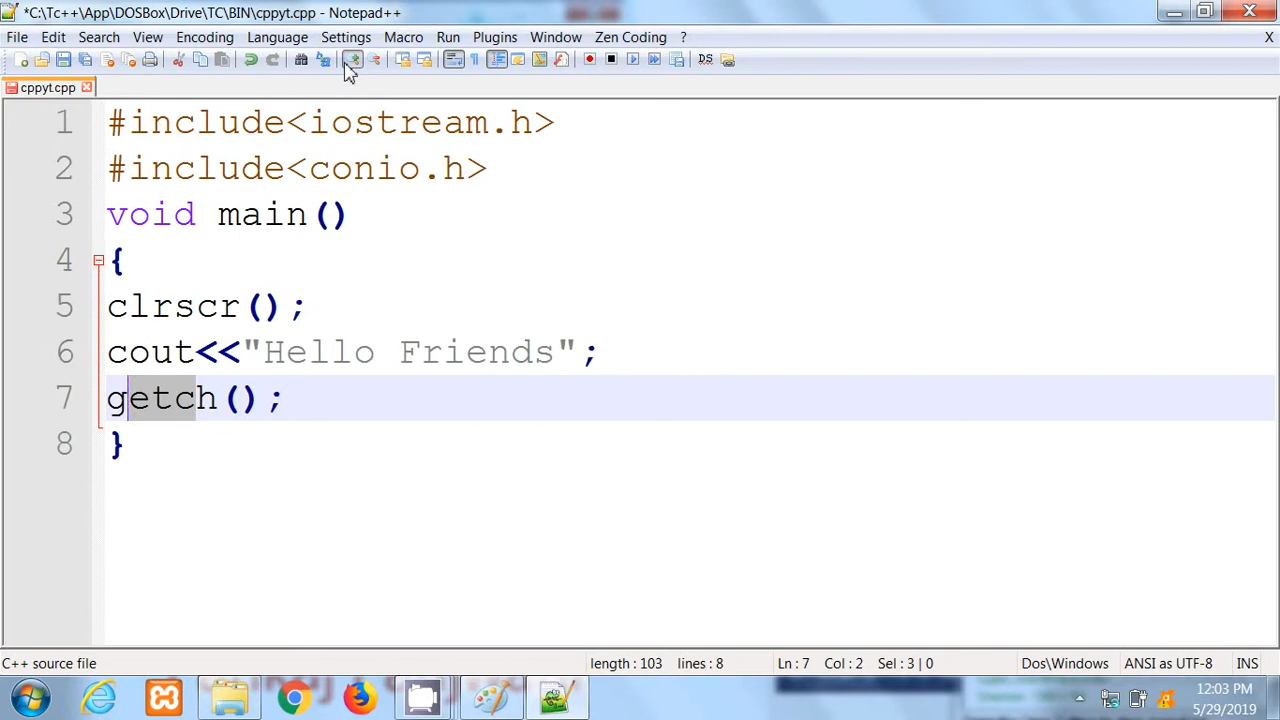 *C:\Tc++\App\DOSBox\Drive\TC\BIN\cppyt.cpp - Notepad++
File Edit Search View Encoding Language Settings Macro Run Plugins Window Zen Coding ? X
DS
cppyt.cpp
1 #include<iostream.h>
2 #include<conio.h>
3 void main()
4 {
5 clrscr();
6 cout<<"Hello Friends";
7 getch();
8 }
C++ source file length : 103 lines : 8 Ln : 7 Col : 2 Sel : 3 | 0 Dos\Windows ANSI as UTF-8 INS
12:03 PM
5/29/2019